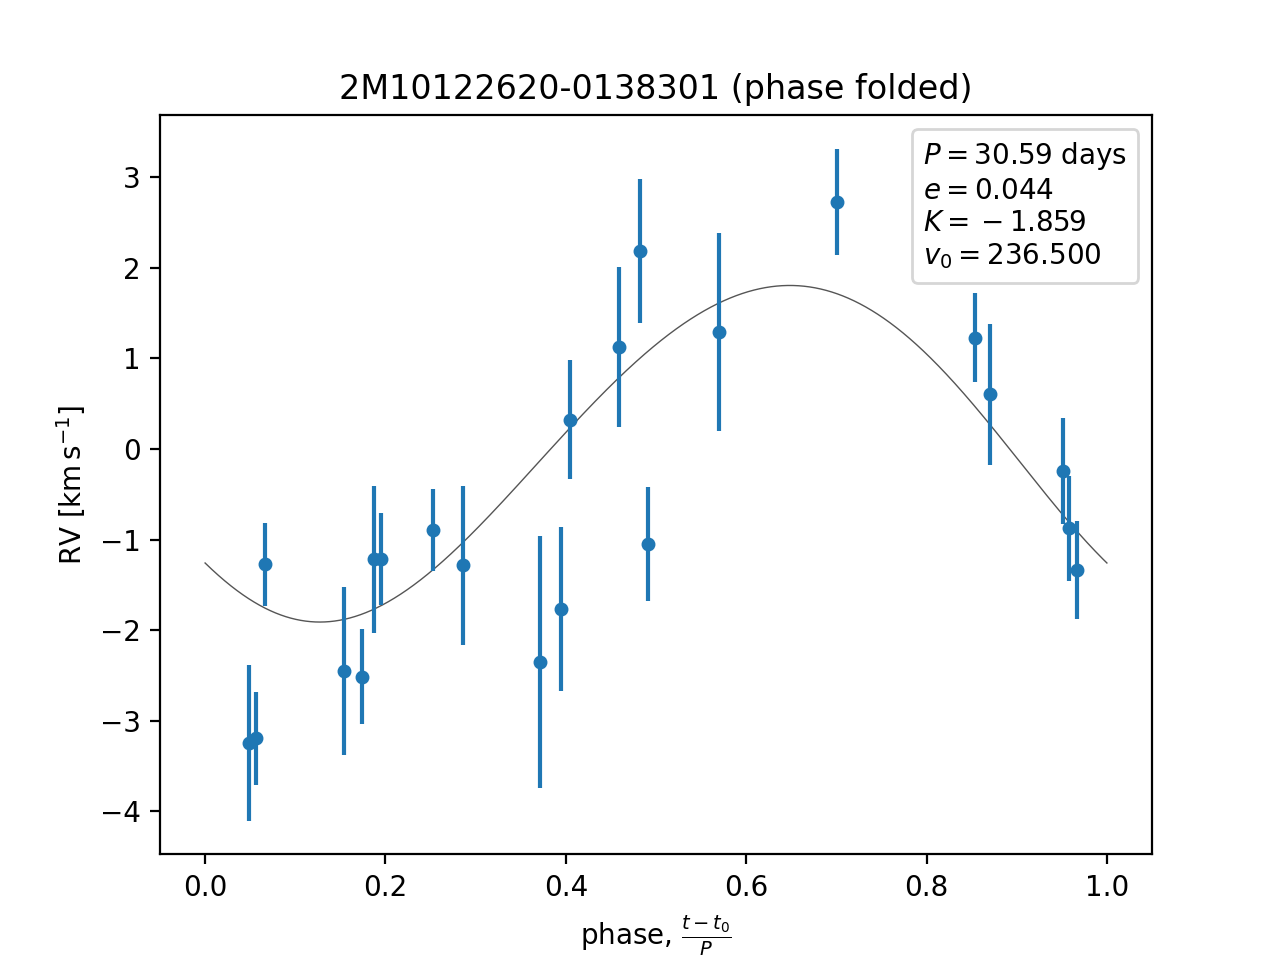 2M10122620-0138301 (phase folded)
P = 30.59 days
e = 0.044
K = −1.859
v₀ = 236.500
3
2
1
0
−1
−2
−3
−4
RV [km s⁻¹]
0.0 0.2 0.4 0.6 0.8 1.0
phase, (t − t₀)/P